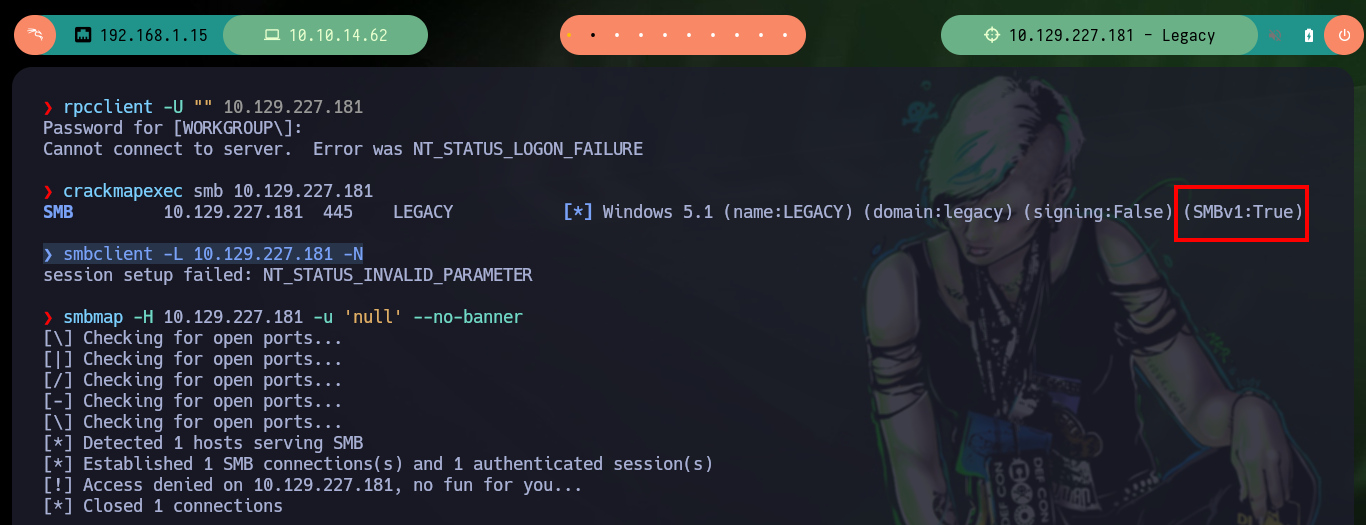 192.168.1.15
10.10.14.62
10.129.227.181 - Legacy
❯ rpcclient -U "" 10.129.227.181
Password for [WORKGROUP\]:
Cannot connect to server.  Error was NT_STATUS_LOGON_FAILURE
❯ crackmapexec smb 10.129.227.181
SMB         10.129.227.181  445    LEGACY           [*] Windows 5.1 (name:LEGACY) (domain:legacy) (signing:False) (SMBv1:True)
❯ smbclient -L 10.129.227.181 -N
session setup failed: NT_STATUS_INVALID_PARAMETER
❯ smbmap -H 10.129.227.181 -u 'null' --no-banner
[\] Checking for open ports...
[|] Checking for open ports...
[/] Checking for open ports...
[-] Checking for open ports...
[\] Checking for open ports...
[*] Detected 1 hosts serving SMB
[*] Established 1 SMB connections(s) and 1 authenticated session(s)
[!] Access denied on 10.129.227.181, no fun for you...
[*] Closed 1 connections
DEF CON